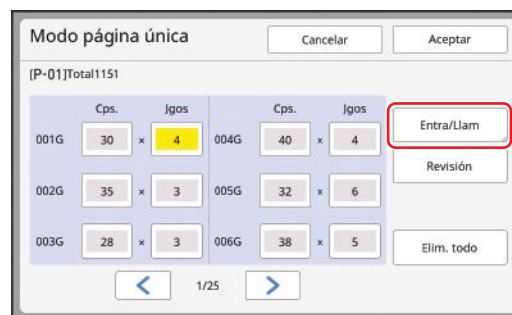 Modo página única
Cancelar
Aceptar
[P-01]Total1151
Cps. Jgos Cps. Jgos
001G 30 × 4 004G 40 × 4
Entra/Llam
002G 35 × 3 005G 32 × 6
Revisión
003G 28 × 3 006G 38 × 5
Elim. todo
1/25